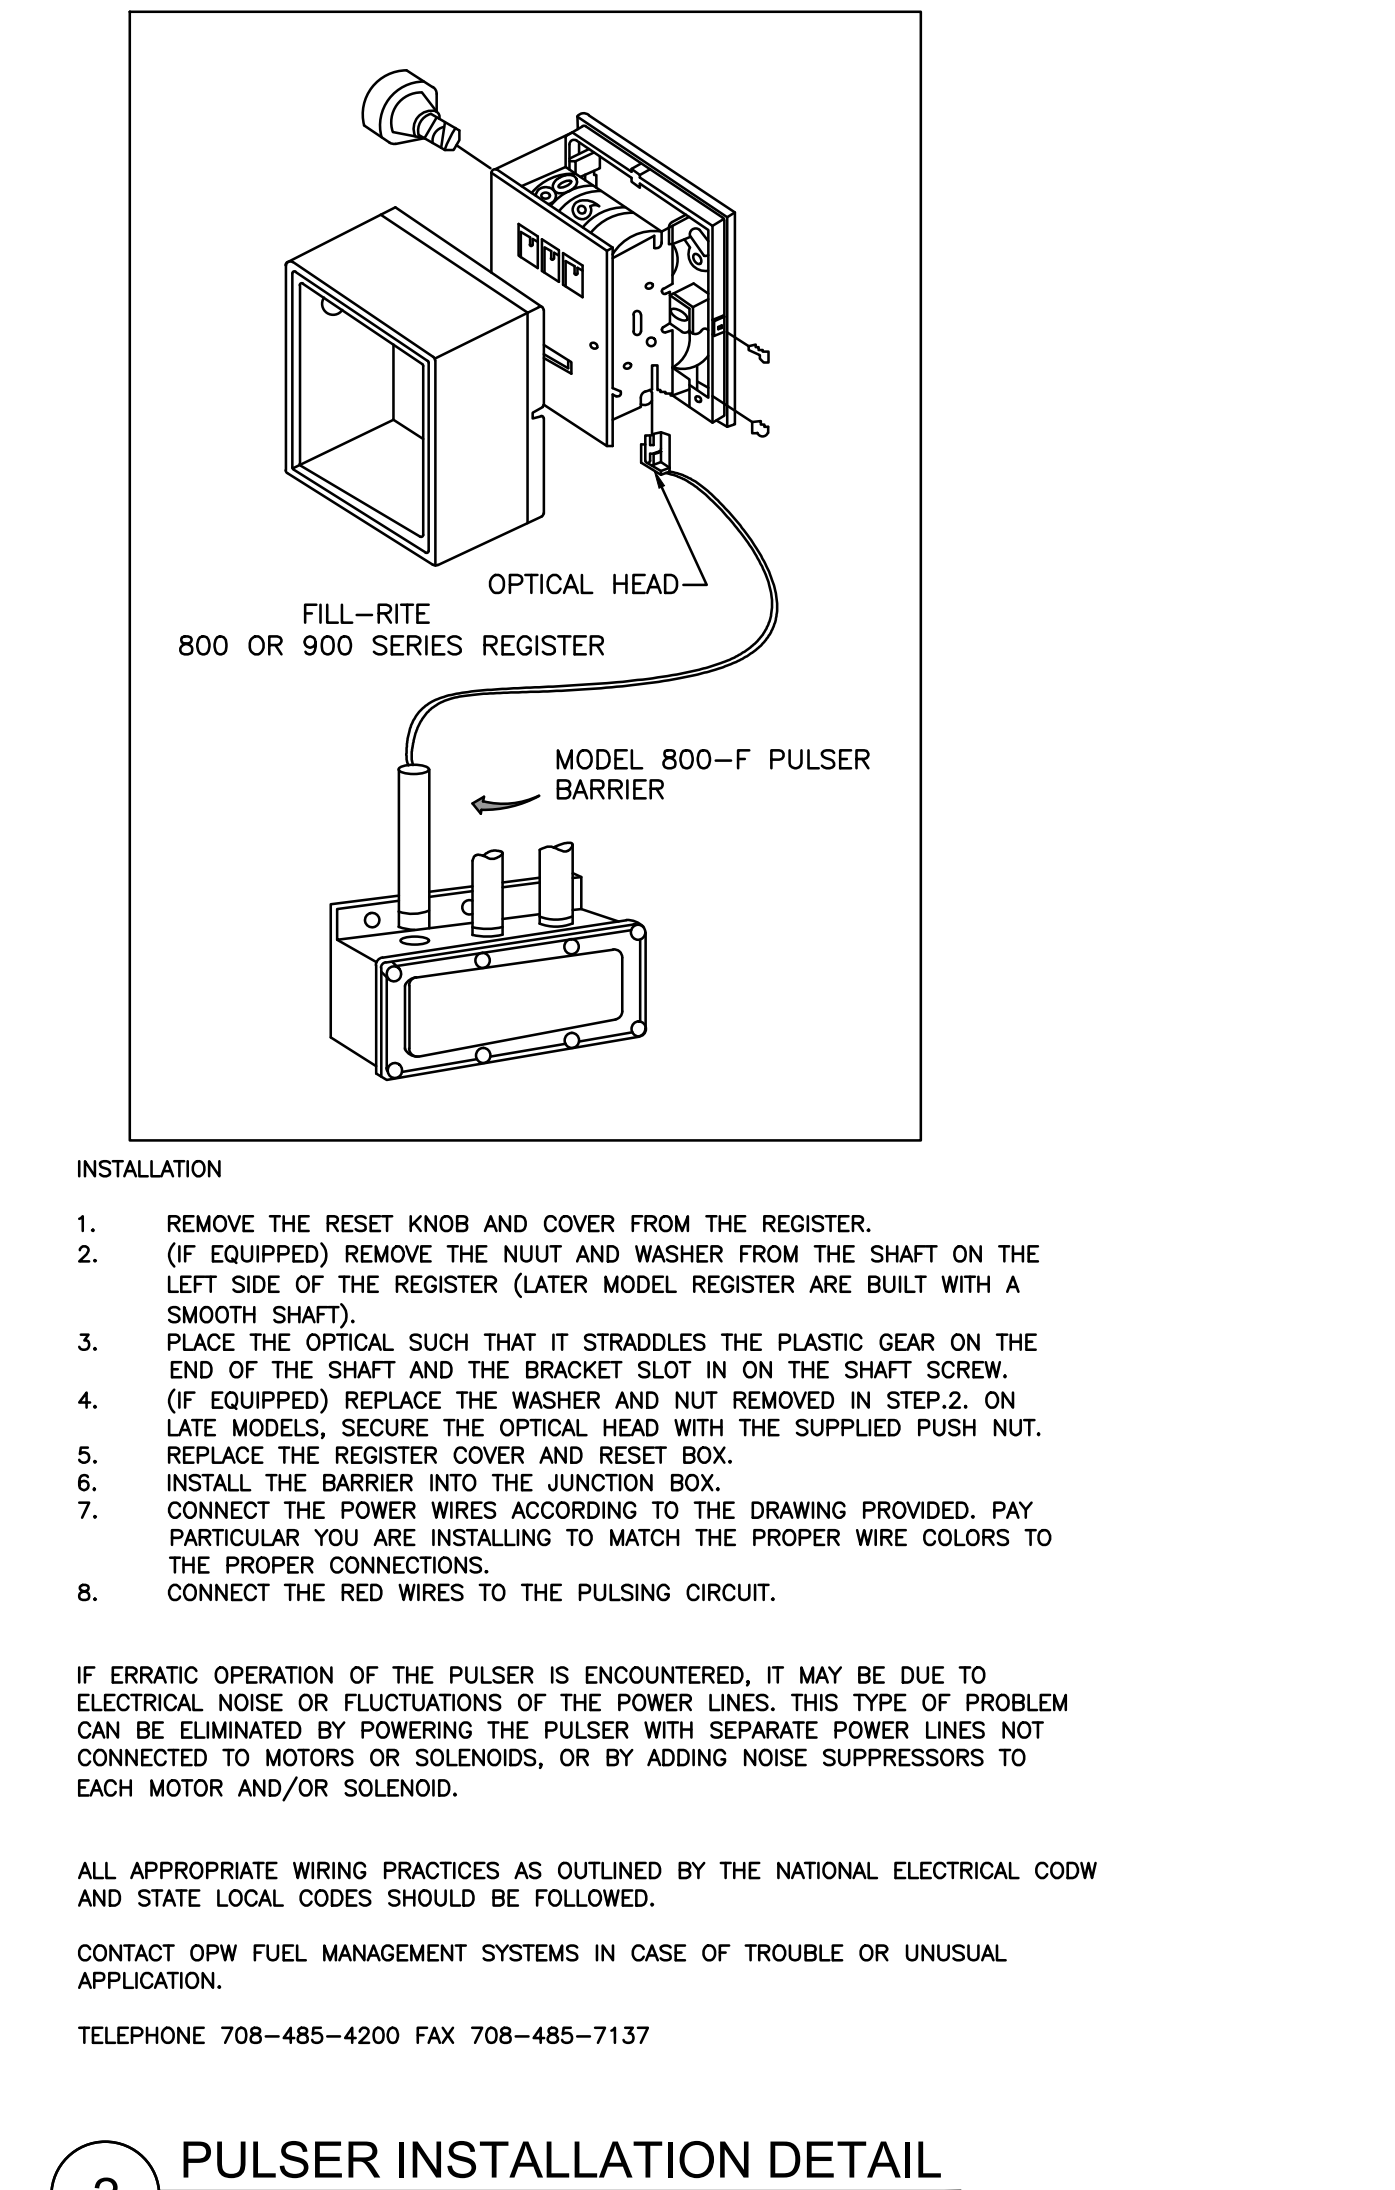 OPTICAL HEAD
FILL-RITE
800 OR 900 SERIES REGISTER
MODEL 800-F PULSER
BARRIER
INSTALLATION
1. REMOVE THE RESET KNOB AND COVER FROM THE REGISTER.
2. (IF EQUIPPED) REMOVE THE NUUT AND WASHER FROM THE SHAFT ON THE
LEFT SIDE OF THE REGISTER (LATER MODEL REGISTER ARE BUILT WITH A
SMOOTH SHAFT).
3. PLACE THE OPTICAL SUCH THAT IT STRADDLES THE PLASTIC GEAR ON THE
END OF THE SHAFT AND THE BRACKET SLOT IN ON THE SHAFT SCREW.
4. (IF EQUIPPED) REPLACE THE WASHER AND NUT REMOVED IN STEP.2. ON
LATE MODELS, SECURE THE OPTICAL HEAD WITH THE SUPPLIED PUSH NUT.
5. REPLACE THE REGISTER COVER AND RESET BOX.
6. INSTALL THE BARRIER INTO THE JUNCTION BOX.
7. CONNECT THE POWER WIRES ACCORDING TO THE DRAWING PROVIDED. PAY
PARTICULAR YOU ARE INSTALLING TO MATCH THE PROPER WIRE COLORS TO
THE PROPER CONNECTIONS.
8. CONNECT THE RED WIRES TO THE PULSING CIRCUIT.
IF ERRATIC OPERATION OF THE PULSER IS ENCOUNTERED, IT MAY BE DUE TO
ELECTRICAL NOISE OR FLUCTUATIONS OF THE POWER LINES. THIS TYPE OF PROBLEM
CAN BE ELIMINATED BY POWERING THE PULSER WITH SEPARATE POWER LINES NOT
CONNECTED TO MOTORS OR SOLENOIDS, OR BY ADDING NOISE SUPPRESSORS TO
EACH MOTOR AND/OR SOLENOID.
ALL APPROPRIATE WIRING PRACTICES AS OUTLINED BY THE NATIONAL ELECTRICAL CODW
AND STATE LOCAL CODES SHOULD BE FOLLOWED.
CONTACT OPW FUEL MANAGEMENT SYSTEMS IN CASE OF TROUBLE OR UNUSUAL
APPLICATION.
TELEPHONE 708-485-4200 FAX 708-485-7137
PULSER INSTALLATION DETAIL